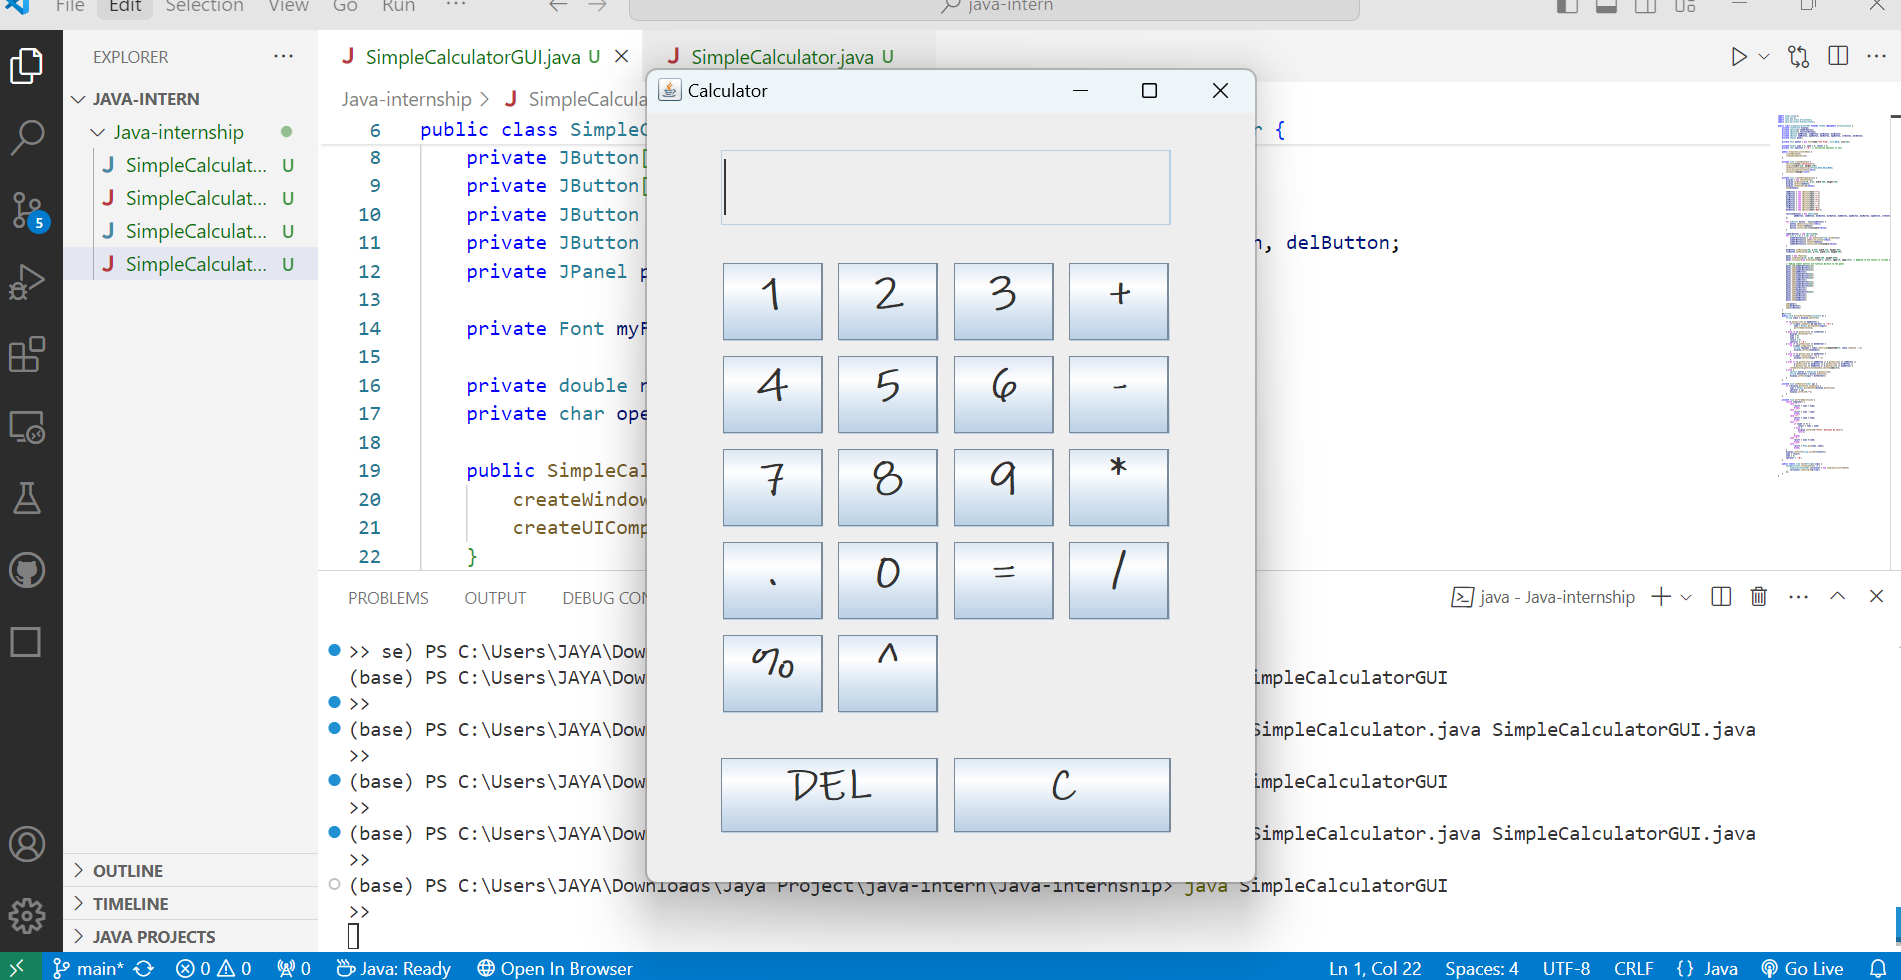 File Edit Selection View Go Run ···
java-intern
EXPLORER ···
JAVA-INTERN
Java-internship
J SimpleCalculat... U
J SimpleCalculat... U
J SimpleCalculat... U
J SimpleCalculat... U
OUTLINE
TIMELINE
JAVA PROJECTS
5
J SimpleCalculatorGUI.java U
J SimpleCalculator.java U
Java-internship > J SimpleCalcula
6 public class SimpleC r {
8 private JButton[
9 private JButton[
10 private JButton
11 private JButton n, delButton;
12 private JPanel p
13
14 private Font myF
15
16 private double n
17 private char ope
18
19 public SimpleCal
20 createWindow
21 createUIComp
22 }
Calculator
1 2 3 +
4 5 6 -
7 8 9 *
. 0 = /
% ^
DEL C
PROBLEMS OUTPUT DEBUG CON
java - Java-internship
>> se) PS C:\Users\JAYA\Dow
(base) PS C:\Users\JAYA\Dow impleCalculatorGUI
>>
(base) PS C:\Users\JAYA\Dow SimpleCalculator.java SimpleCalculatorGUI.java
>>
(base) PS C:\Users\JAYA\Dow impleCalculatorGUI
>>
(base) PS C:\Users\JAYA\Dow SimpleCalculator.java SimpleCalculatorGUI.java
>>
(base) PS C:\Users\JAYA\Downloads\Jaya Project\java-intern\Java-internship> java SimpleCalculatorGUI
>>
main* 0 0 0 Java: Ready Open In Browser
Ln 1, Col 22 Spaces: 4 UTF-8 CRLF {} Java Go Live